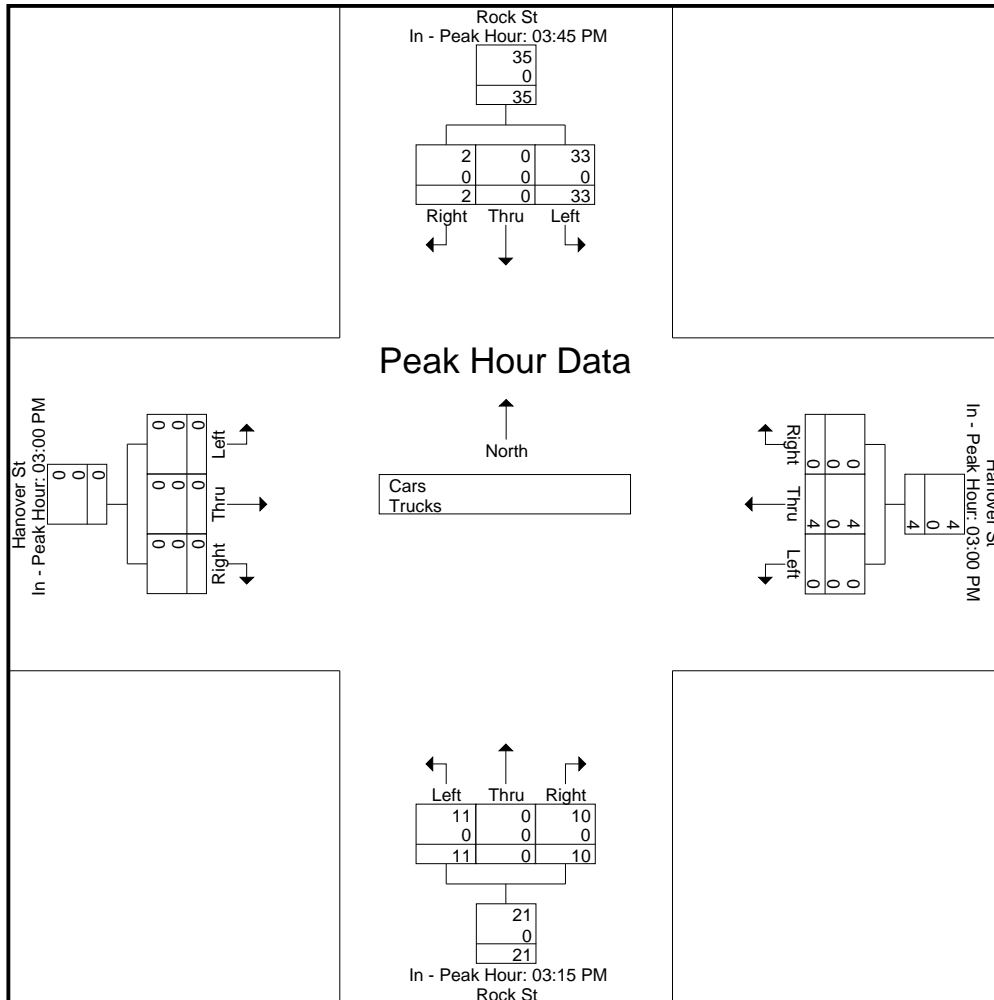 Rock St
In - Peak Hour: 03:45 PM
35
0
35
2 0 33
0 0 0
2 0 33
Right Thru Left
Peak Hour Data
North
Cars
Trucks
Hanover St
In - Peak Hour: 03:00 PM
0
0
0
Left Thru Right
0 0 0
0 0 0
0 0 0
Hanover St
In - Peak Hour: 03:00 PM
4
0
4
Right Thru Left
0 4 0
0 0 0
0 4 0
Left Thru Right
11 0 10
0 0 0
11 0 10
21
0
21
In - Peak Hour: 03:15 PM
Rock St